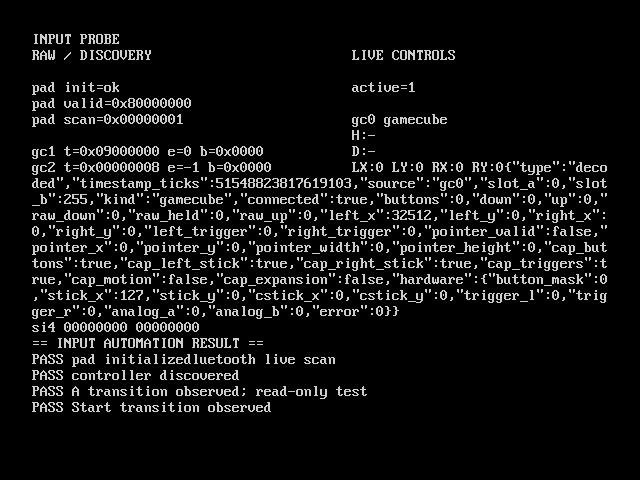 INPUT PROBE
RAW / DISCOVERY LIVE CONTROLS
pad init=ok active=1
pad valid=0x80000000
pad scan=0x00000001 gc0 gamecube
H:-
gc1 t=0x09000000 e=0 b=0x0000 D:-
gc2 t=0x00000008 e=-1 b=0x0000 LX:0 LY:0 RX:0 RY:0{"type":"deco
ded","timestamp_ticks":51548823817619103,"source":"gc0","slot_a":0,"slot
_b":255,"kind":"gamecube","connected":true,"buttons":0,"down":0,"up":0,"
raw_down":0,"raw_held":0,"raw_up":0,"left_x":32512,"left_y":0,"right_x":
0,"right_y":0,"left_trigger":0,"right_trigger":0,"pointer_valid":false,"
pointer_x":0,"pointer_y":0,"pointer_width":0,"pointer_height":0,"cap_but
tons":true,"cap_left_stick":true,"cap_right_stick":true,"cap_triggers":t
rue,"cap_motion":false,"cap_expansion":false,"hardware":{"button_mask":0
,"stick_x":127,"stick_y":0,"cstick_x":0,"cstick_y":0,"trigger_l":0,"trig
ger_r":0,"analog_a":0,"analog_b":0,"error":0}}
si4 00000000 00000000
== INPUT AUTOMATION RESULT ==
PASS pad initializedluetooth live scan
PASS controller discovered
PASS A transition observed; read-only test
PASS Start transition observed